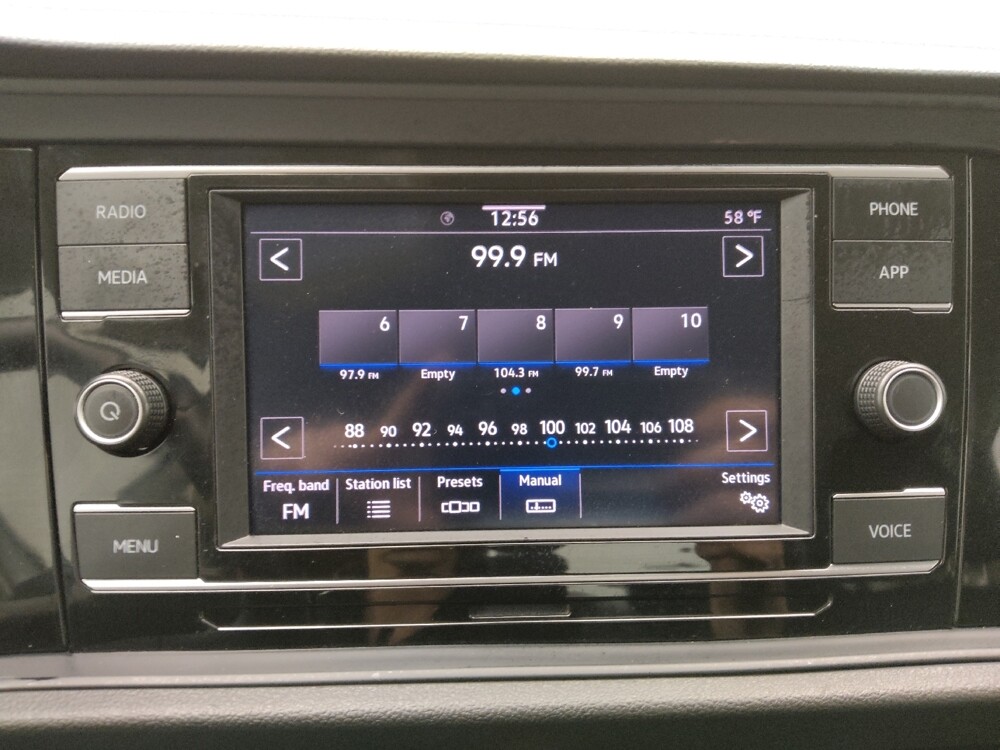 RADIO
MEDIA
MENU
PHONE
APP
VOICE
12:56
58 °F
<
99.9 FM
>
6 7 8 9 10
97.9 FM Empty 104.3 FM 99.7 FM Empty
<
88 90 92 94 96 98 100 102 104 106 108
>
Freq. band Station list Presets Manual Settings
FM